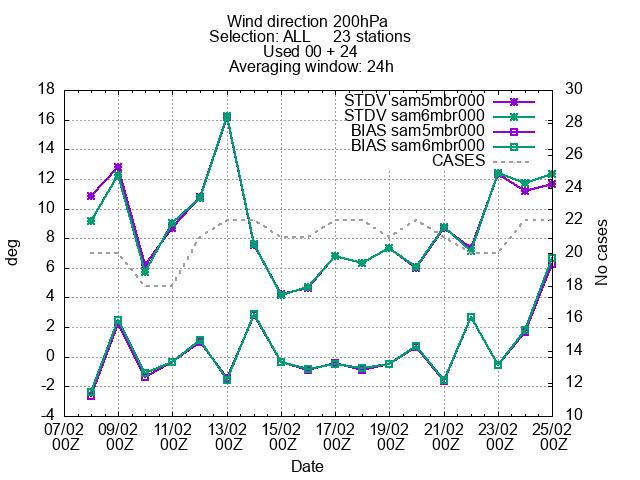 Wind direction 200hPa
Selection: ALL 23 stations
Used 00 + 24
Averaging window: 24h
STDV sam5mbr000
STDV sam6mbr000
BIAS sam5mbr000
BIAS sam6mbr000
CASES
deg
18
16
14
12
10
8
6
4
2
0
-2
-4
No cases
30
28
26
24
22
20
18
16
14
12
10
07/02 09/02 11/02 13/02 15/02 17/02 19/02 21/02 23/02 25/02
00Z 00Z 00Z 00Z 00Z 00Z 00Z 00Z 00Z 00Z
Date